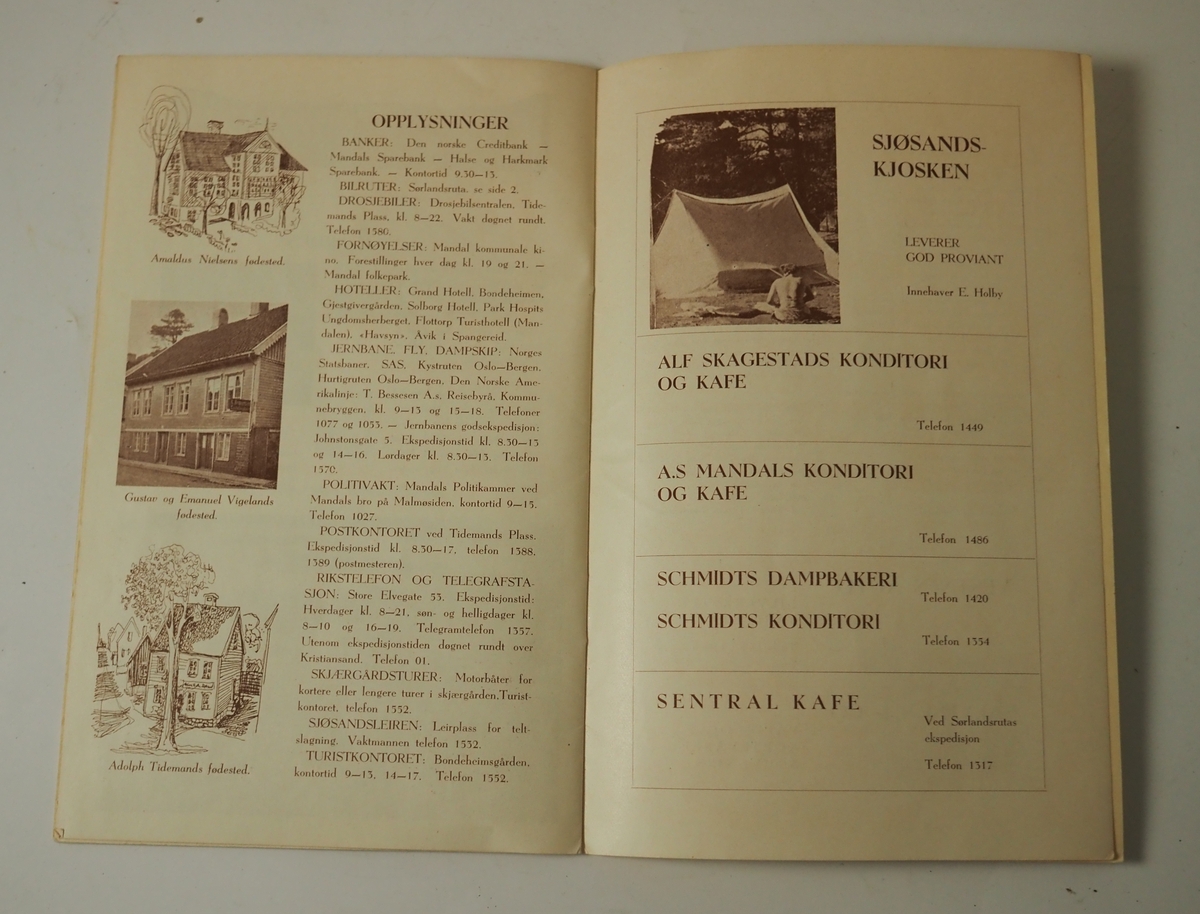 Amaldus Nielsens fødested.
Gustav og Emanuel Vigelands
fødested.
Adolph Tidemands fødested.
OPPLYSNINGER
BANKER: Den norske Creditbank —
Mandals Sparebank — Halse og Harkmark
Sparebank. — Kontortid 9.30—13.
BILRUTER: Sørlandsruta, se side 2.
DROSJEBILER: Drosjebilsentralen, Tide-
mands Plass, kl. 8—22. Vakt døgnet rundt.
Telefon 1580.
FORNØYELSER: Mandal kommunale ki-
no. Forestillinger hver dag kl. 19 og 21. —
Mandal folkepark.
HOTELLER: Grand Hotell, Bondeheimen,
Gjestgivergården, Solborg Hotell, Park Hospits
Ungdomsherberget, Flottorp Turisthotell (Man-
dalen), «Havsyn», Åvik i Spangereid.
JERNBANE, FLY, DAMPSKIP: Norges
Statsbaner, SAS, Kystruten Oslo—Bergen,
Hurtigruten Oslo—Bergen, Den Norske Ame-
rikalinje: T. Bessesen A.s, Reisebyrå, Kommu-
nebryggen, kl. 9—13 og 15—18. Telefoner
1077 og 1053. — Jernbanens godsekspedisjon:
Johnstonsgate 3. Ekspedisjonstid kl. 8.30—13
og 14—16. Lørdager kl. 8.30—13. Telefon
1370.
POLITIVAKT: Mandals Politikammer ved
Mandals bro på Malmøsiden, kontortid 9—15.
Telefon 1027.
POSTKONTORET ved Tidemands Plass.
Ekspedisjonstid kl. 8.30—17, telefon 1388,
1389 (postmesteren).
RIKSTELEFON OG TELEGRAFSTA-
SJON: Store Elvegate 53. Ekspedisjonstid:
Hverdager kl. 8—21, søn- og helligdager kl.
8—10 og 16—19. Telegramtelefon 1357.
Utenom ekspedisjonstiden døgnet rundt over
Kristiansand, Telefon 01.
SKJÆRGÅRDSTURER: Motorbåter for
kortere eller lengere turer i skjærgården.Turist-
kontoret, telefon 1552.
SJØSANDSLEIREN: Leirplass for telt-
slagning. Vaktmannen telefon 1532.
TURISTKONTORET: Bondeheimsgården,
kontortid 9—13, 14—17. Telefon 1552.
SJØSANDS-
KJOSKEN
LEVERER
GOD PROVIANT
Innehaver E. Holby
ALF SKAGESTADS KONDITORI
OG KAFE
Telefon 1449
A.S MANDALS KONDITORI
OG KAFE
Telefon 1486
SCHMIDTS DAMPBAKERI
Telefon 1420
SCHMIDTS KONDITORI
Telefon 1354
SENTRAL KAFE
Ved Sørlandsrutas
ekspedisjon
Telefon 1317